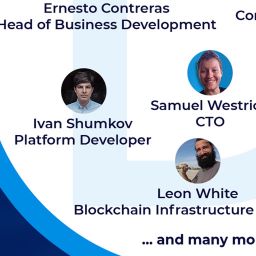 Ernesto Contreras
Head of Business Development
Co
Samuel Westric
CTO
Ivan Shumkov
Platform Developer
Leon White
Blockchain Infrastructure
... and many mo